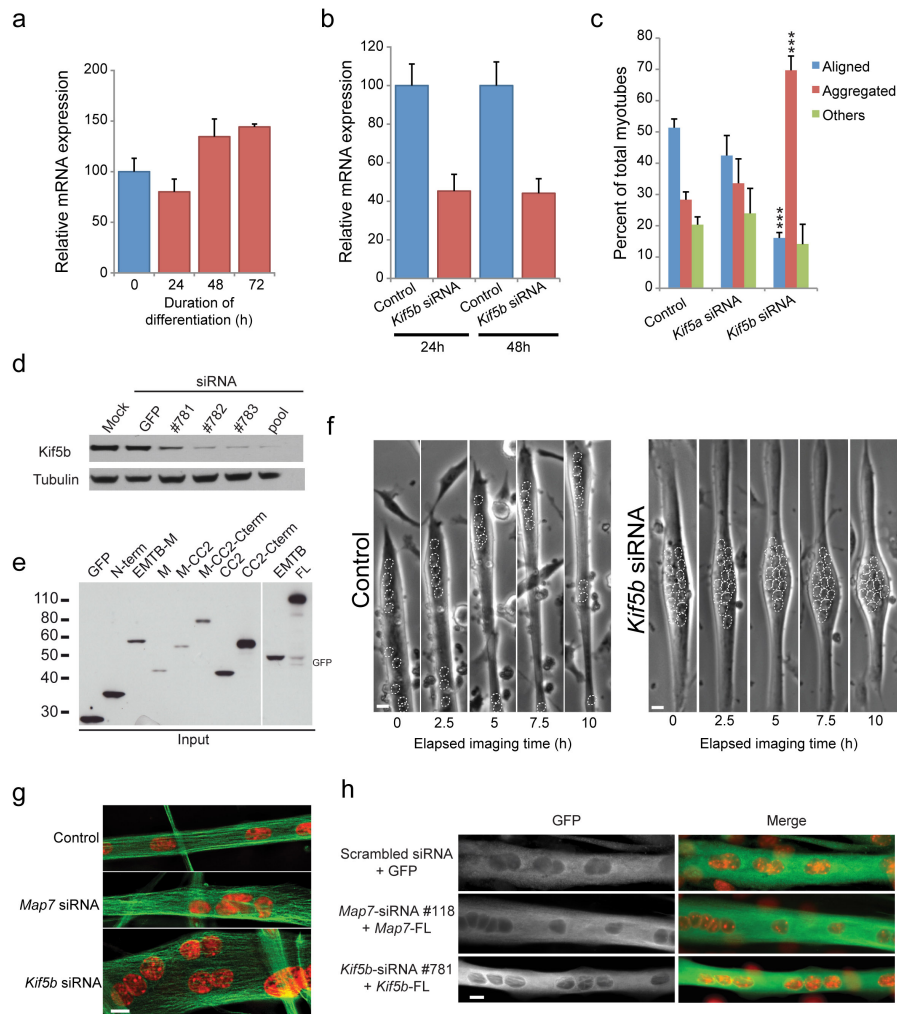 a
Relative mRNA expression
200
150
100
50
0
0 24 48 72
Duration of
differentiation (h)
b
Relative mRNA expression
120
100
80
60
40
20
0
Control
Kif5b siRNA
Control
Kif5b siRNA
24h 48h
c
Percent of total myotubes
80
70
60
50
40
30
20
10
0
***
***
Aligned
Aggregated
Others
Control
Kif5a siRNA
Kif5b siRNA
d
siRNA
Mock GFP #781 #782 #783 pool
Kif5b
Tubulin
e
GFP N-term EMTB-M M M-CC2 M-CC2-Cterm CC2 CC2-Cterm EMTB FL
110
80
60
50
40
30
GFP
Input
f
Control
0 2.5 5 7.5 10
Elapsed imaging time (h)
Kif5b siRNA
0 2.5 5 7.5 10
Elapsed imaging time (h)
g
Control
Map7 siRNA
Kif5b siRNA
h
GFP Merge
Scrambled siRNA
+ GFP
Map7-siRNA #118
+ Map7-FL
Kif5b-siRNA #781
+ Kif5b-FL